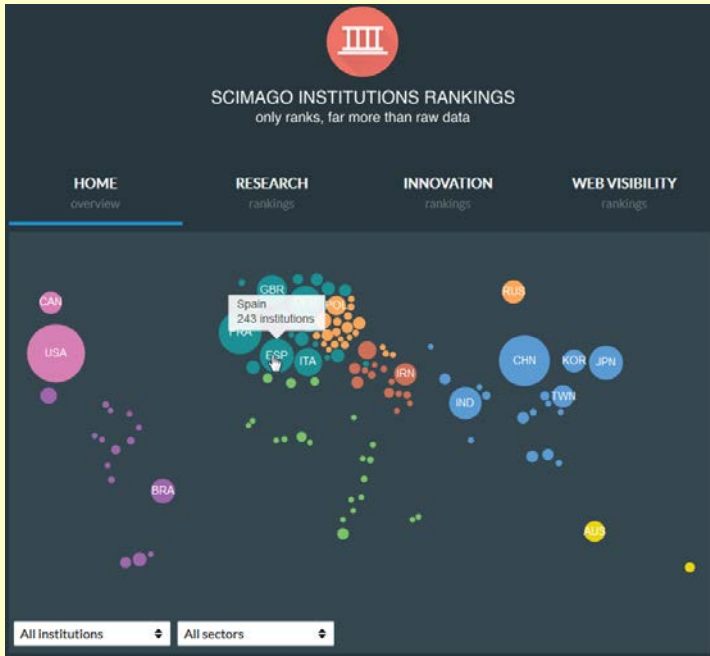 SCIMAGO INSTITUTIONS RANKINGS
only ranks, far more than raw data
HOME RESEARCH INNOVATION WEB VISIBILITY
overview rankings rankings rankings
CAN
USA
BRA
GBR
POL
Spain
243 institutions
FRA
ESP
ITA
IRN
RUS
CHN
KOR
JPN
IND
TWN
AUS
All institutions All sectors